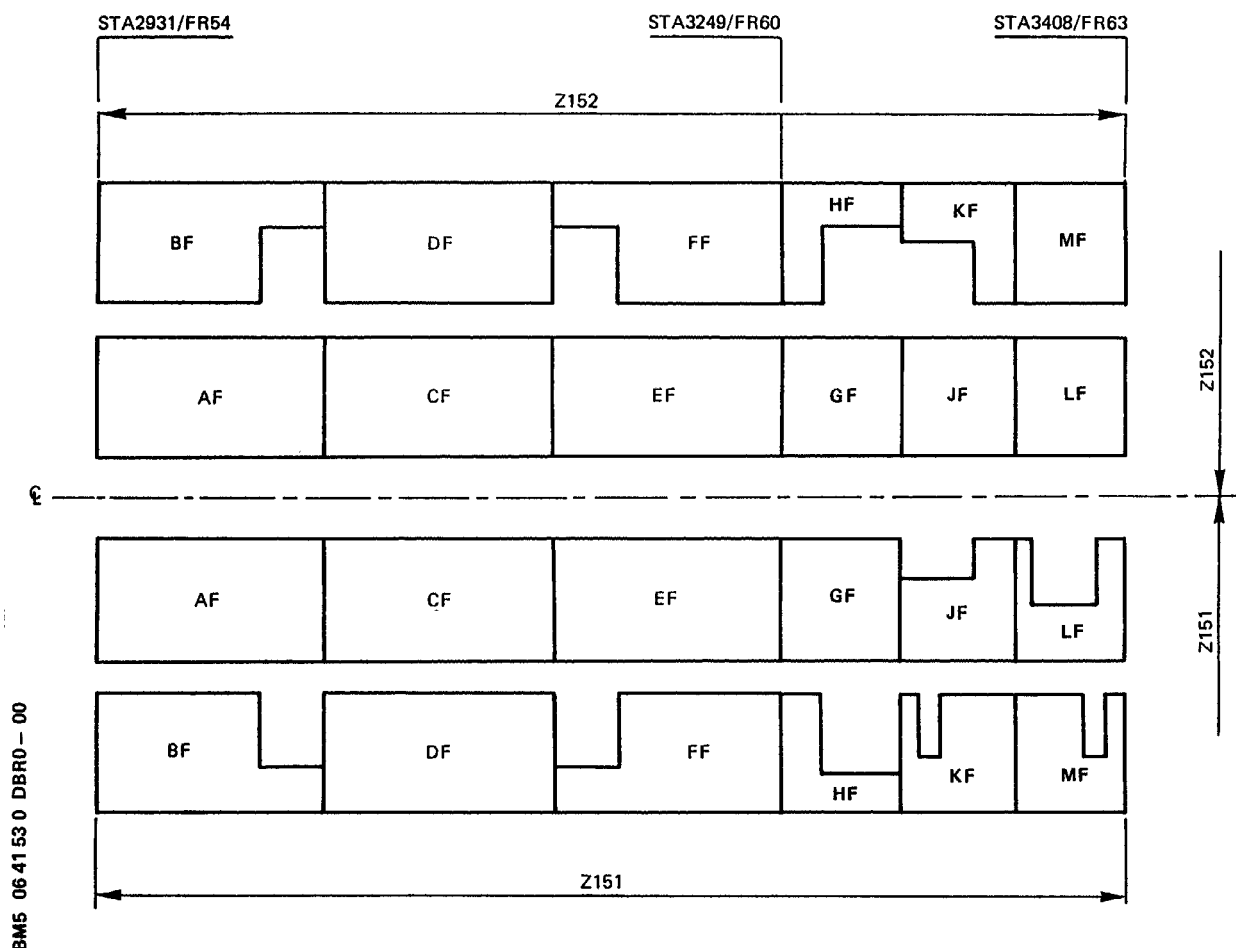 STA2931/FR54 STA3249/FR60 STA3408/FR63
Z152
BF DF FF HF KF MF
AF CF EF GF JF LF
Z152
℄
AF CF EF GF JF LF
Z151
BF DF FF HF KF MF
Z151
BM5 06 41 53 0 DBR0-00